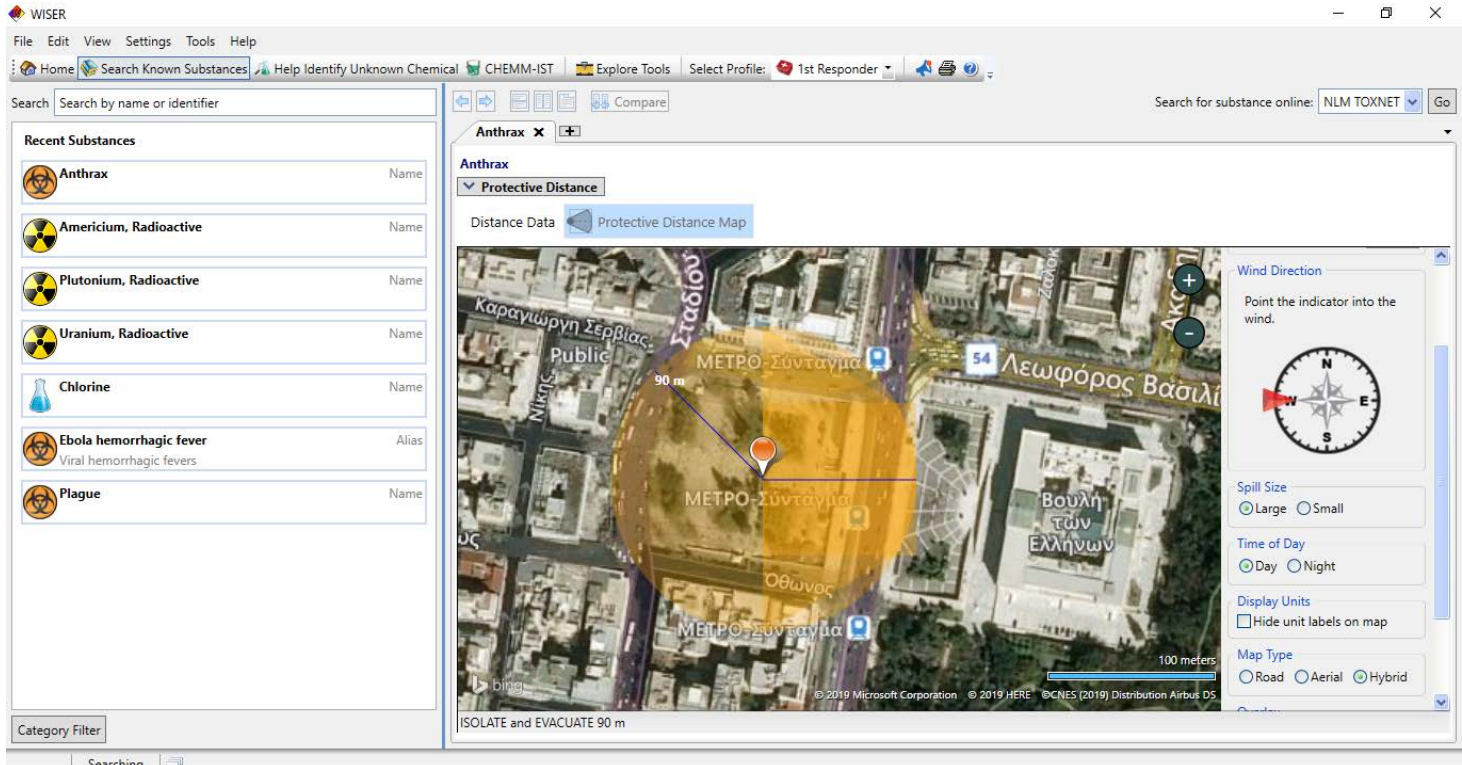 WISER
File Edit View Settings Tools Help
Home Search Known Substances Help Identify Unknown Chemical CHEMM-IST Explore Tools Select Profile: 1st Responder
Search Search by name or identifier
Recent Substances
Anthrax Name
Americium, Radioactive Name
Plutonium, Radioactive Name
Uranium, Radioactive Name
Chlorine Name
Ebola hemorrhagic fever Alias
Viral hemorrhagic fevers
Plague Name
Category Filter
Searching
Compare
Search for substance online: NLM TOXNET Go
Anthrax
Anthrax
Protective Distance
Distance Data Protective Distance Map
Σταδίου
Καραγιώργη Σερβίας
Public
Νίκης
ΜΕΤΡΟ-Σύνταγμα
54
Λεωφόρος
90 m
ΜΕΤΡΟ-Σύνταγμα
Βουλή
τών
Ελλήνων
Όθωνος
ΜΕΤΡΟ-Σύνταγμα
100 meters
bing
© 2019 Microsoft Corporation © 2019 HERE ©CNES (2019) Distribution Airbus DS
ISOLATE and EVACUATE 90 m
Wind Direction
Point the indicator into the
wind.
N
W E
S
Spill Size
Large Small
Time of Day
Day Night
Display Units
Hide unit labels on map
Map Type
Road Aerial Hybrid